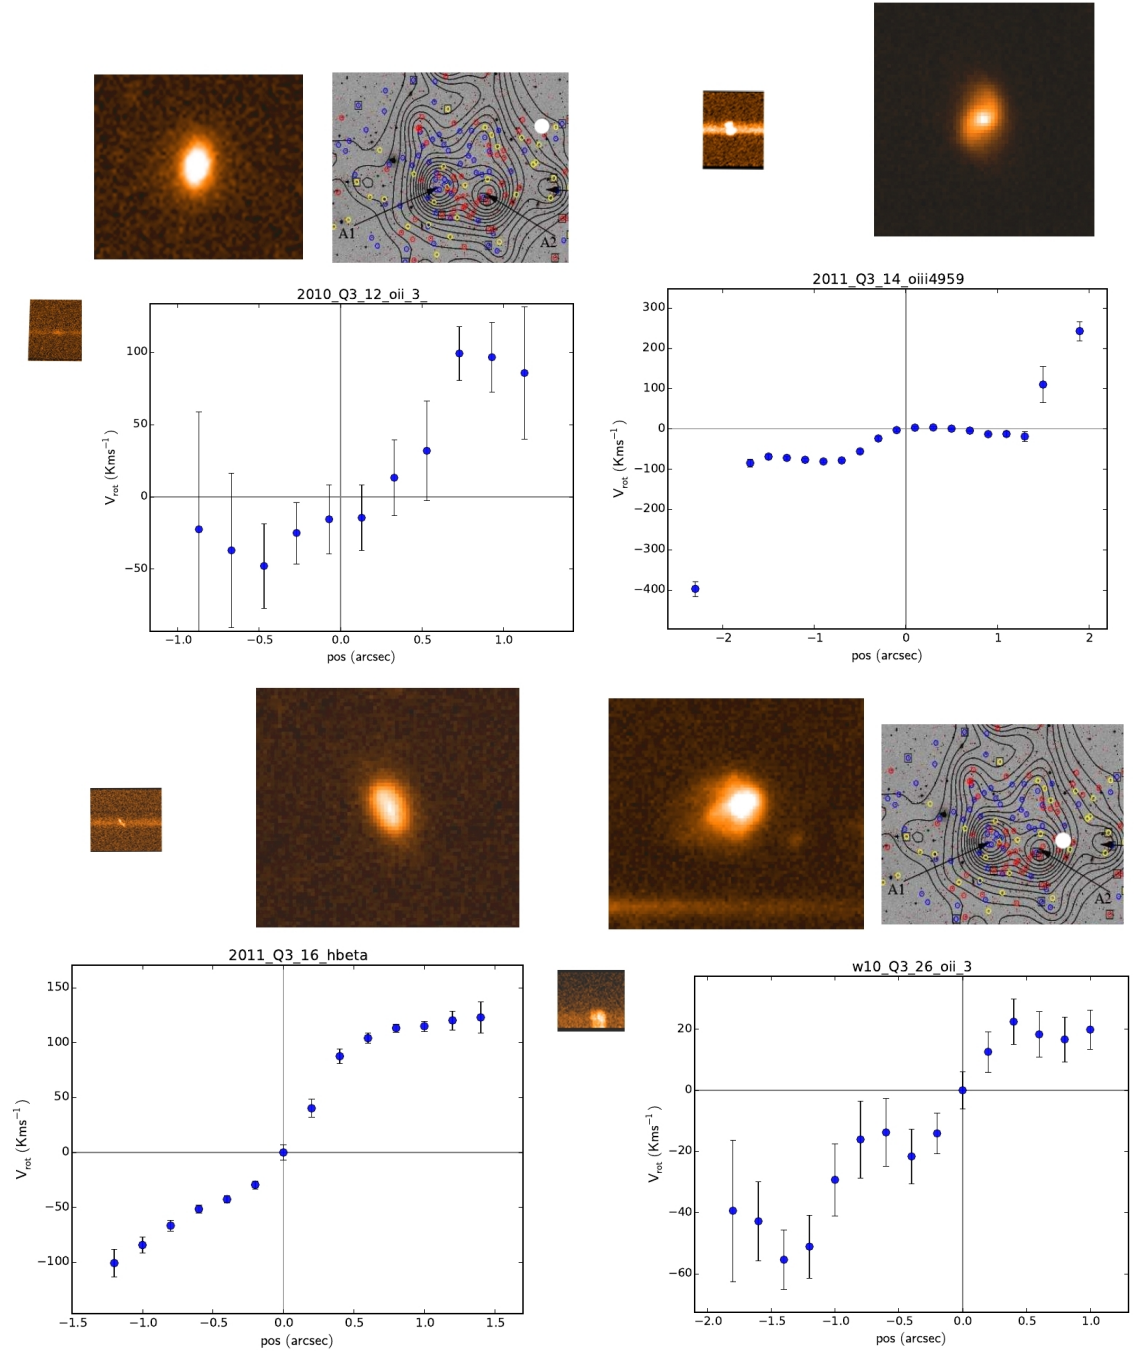 A1
A2
2010_Q3_12_oii_3_
100
50
0
−50
V_rot (Kms^−1)
−1.0 −0.5 0.0 0.5 1.0
pos (arcsec)
2011_Q3_14_oiii4959
300
200
100
0
−100
−200
−300
−400
V_rot (Kms^−1)
−2 −1 0 1 2
pos (arcsec)
A1
A2
2011_Q3_16_hbeta
150
100
50
0
−50
−100
V_rot (Kms^−1)
−1.5 −1.0 −0.5 0.0 0.5 1.0 1.5
pos (arcsec)
w10_Q3_26_oii_3
20
0
−20
−40
−60
V_rot (Kms^−1)
−2.0 −1.5 −1.0 −0.5 0.0 0.5 1.0
pos (arcsec)